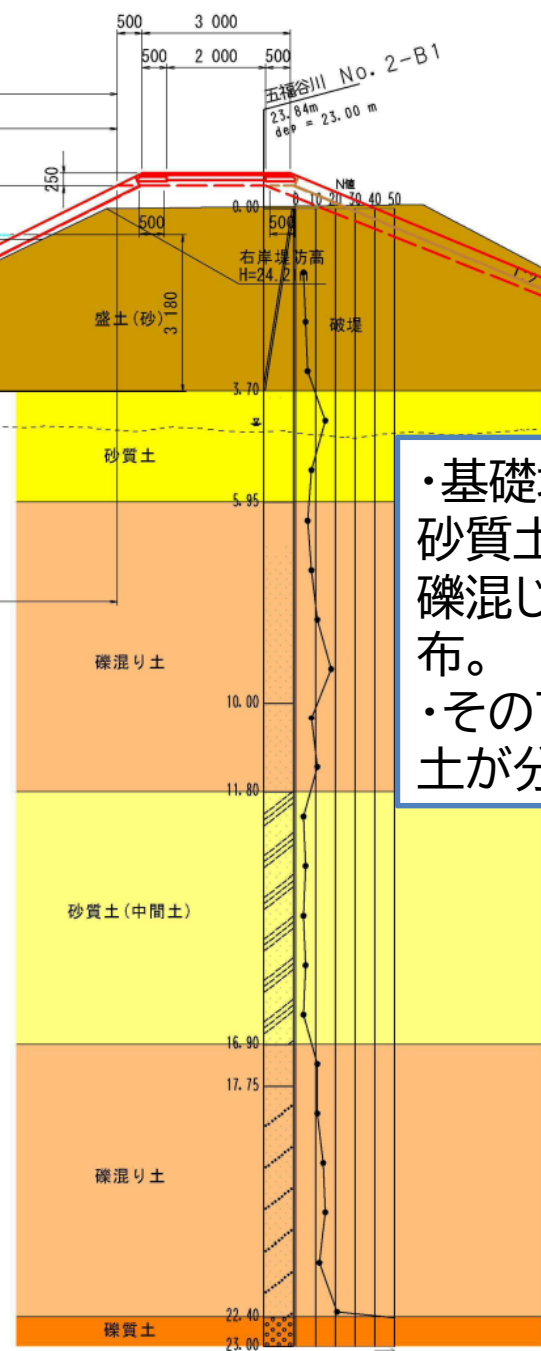 500 3 000
500 2 000 500
五福谷川 No. 2-B1
23.84m
dep = 23.00 m
250
N値
0.00 0 10 20 30 40 50
500 500
右岸堤防高
H=24.2 m
盛土(砂)
3 180
破堤
3.70
砂質土
5.95
・基礎
砂質土
礫混じ
布。
・その
土が
礫混り土
10.00
11.80
砂質土(中間土)
16.90
17.75
礫混り土
22.40
礫質土
23.00